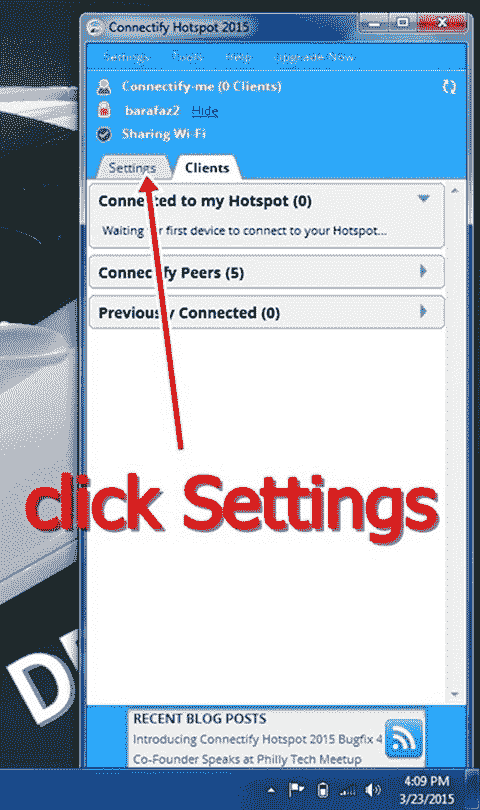 Connectify Hotspot 2015
Settings Tools Help Upgrade Now
Connectify-me (0 Clients)
barafaz2 Hide
Sharing Wi-Fi
Settings Clients
Connected to my Hotspot (0)
Waiting for first device to connect to your Hotspot...
Connectify Peers (5)
Previously Connected (0)
click Settings
RECENT BLOG POSTS
Introducing Connectify Hotspot 2015 Bugfix 4
Co-Founder Speaks at Philly Tech Meetup
4:09 PM
3/23/2015